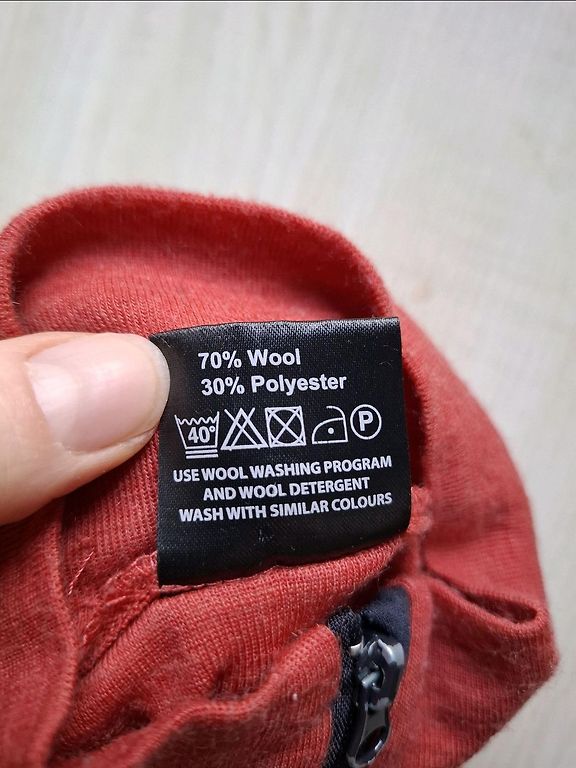 70% Wool
30% Polyester
40° P
USE WOOL WASHING PROGRAM
AND WOOL DETERGENT
WASH WITH SIMILAR COLOURS